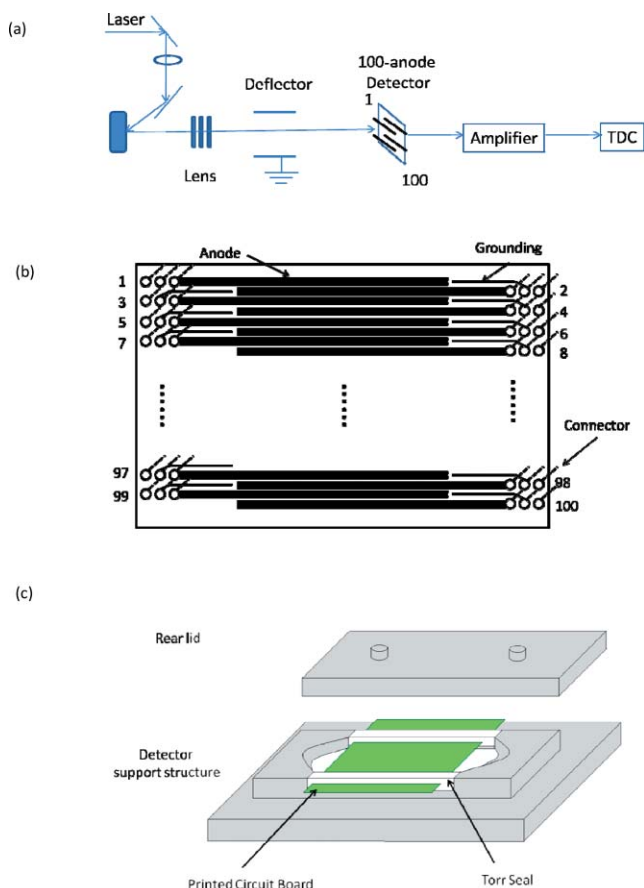 (a)
Laser
Deflector
100-anode
Detector
1
100
Lens
Amplifier
TDC
(b)
Anode
Grounding
1
2
3
4
5
6
7
8
Connector
97
98
99
100
(c)
Rear lid
Detector
support structure
Printed Circuit Board
Torr Seal